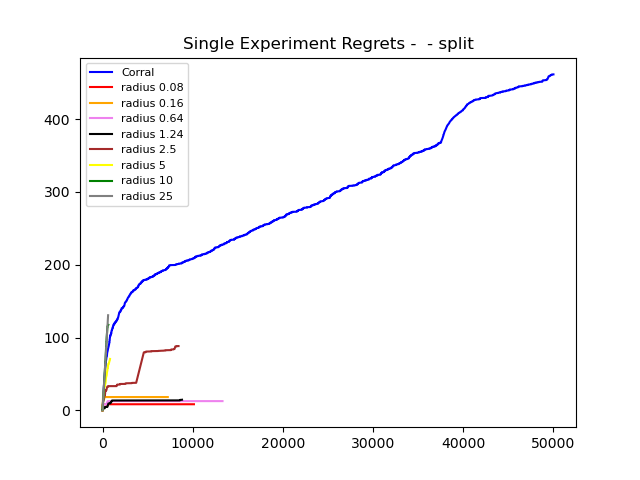 Single Experiment Regrets -  - split
Corral
radius 0.08
radius 0.16
radius 0.64
radius 1.24
radius 2.5
radius 5
radius 10
radius 25
400
300
200
100
0
0 10000 20000 30000 40000 50000